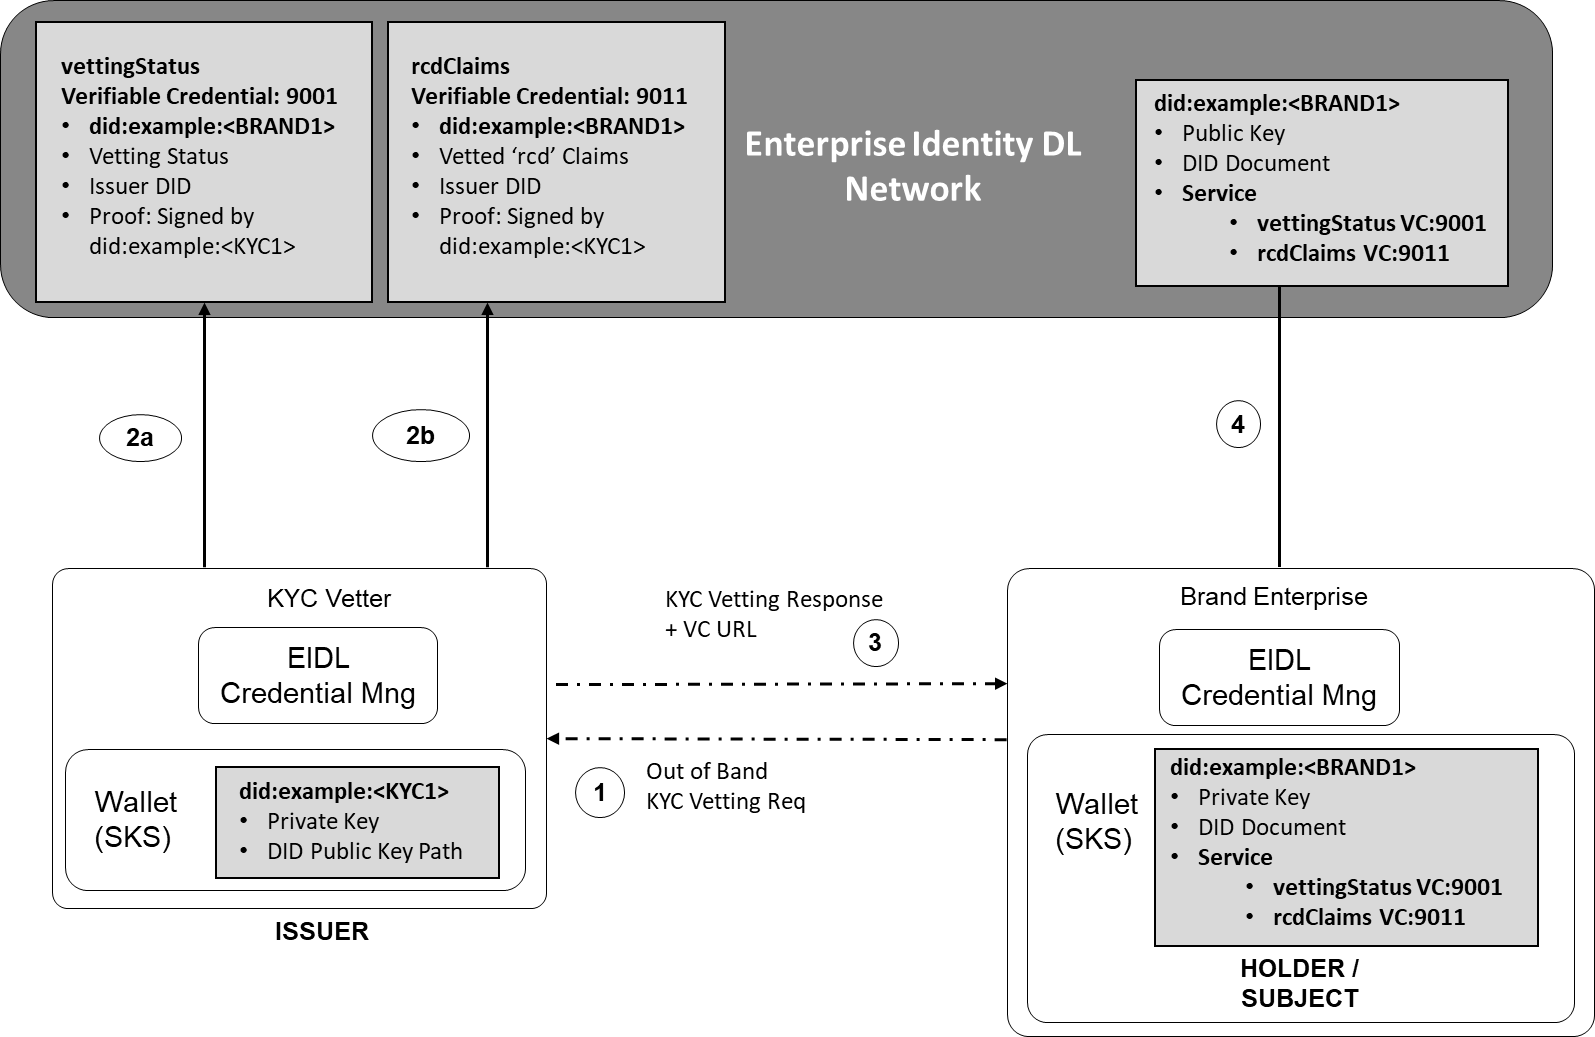 vettingStatus
Verifiable Credential: 9001
• did:example:<BRAND1>
• Vetting Status
• Issuer DID
• Proof: Signed by
did:example:<KYC1>
rcdClaims
Verifiable Credential: 9011
• did:example:<BRAND1>
• Vetted ‘rcd’ Claims
• Issuer DID
• Proof: Signed by
did:example:<KYC1>
Enterprise Identity DL
Network
did:example:<BRAND1>
• Public Key
• DID Document
• Service
• vettingStatus VC:9001
• rcdClaims VC:9011
2a
2b
4
KYC Vetter
EIDL
Credential Mng
Wallet
(SKS)
did:example:<KYC1>
• Private Key
• DID Public Key Path
ISSUER
KYC Vetting Response
+ VC URL
3
1
Out of Band
KYC Vetting Req
Brand Enterprise
EIDL
Credential Mng
Wallet
(SKS)
did:example:<BRAND1>
• Private Key
• DID Document
• Service
• vettingStatus VC:9001
• rcdClaims VC:9011
HOLDER /
SUBJECT